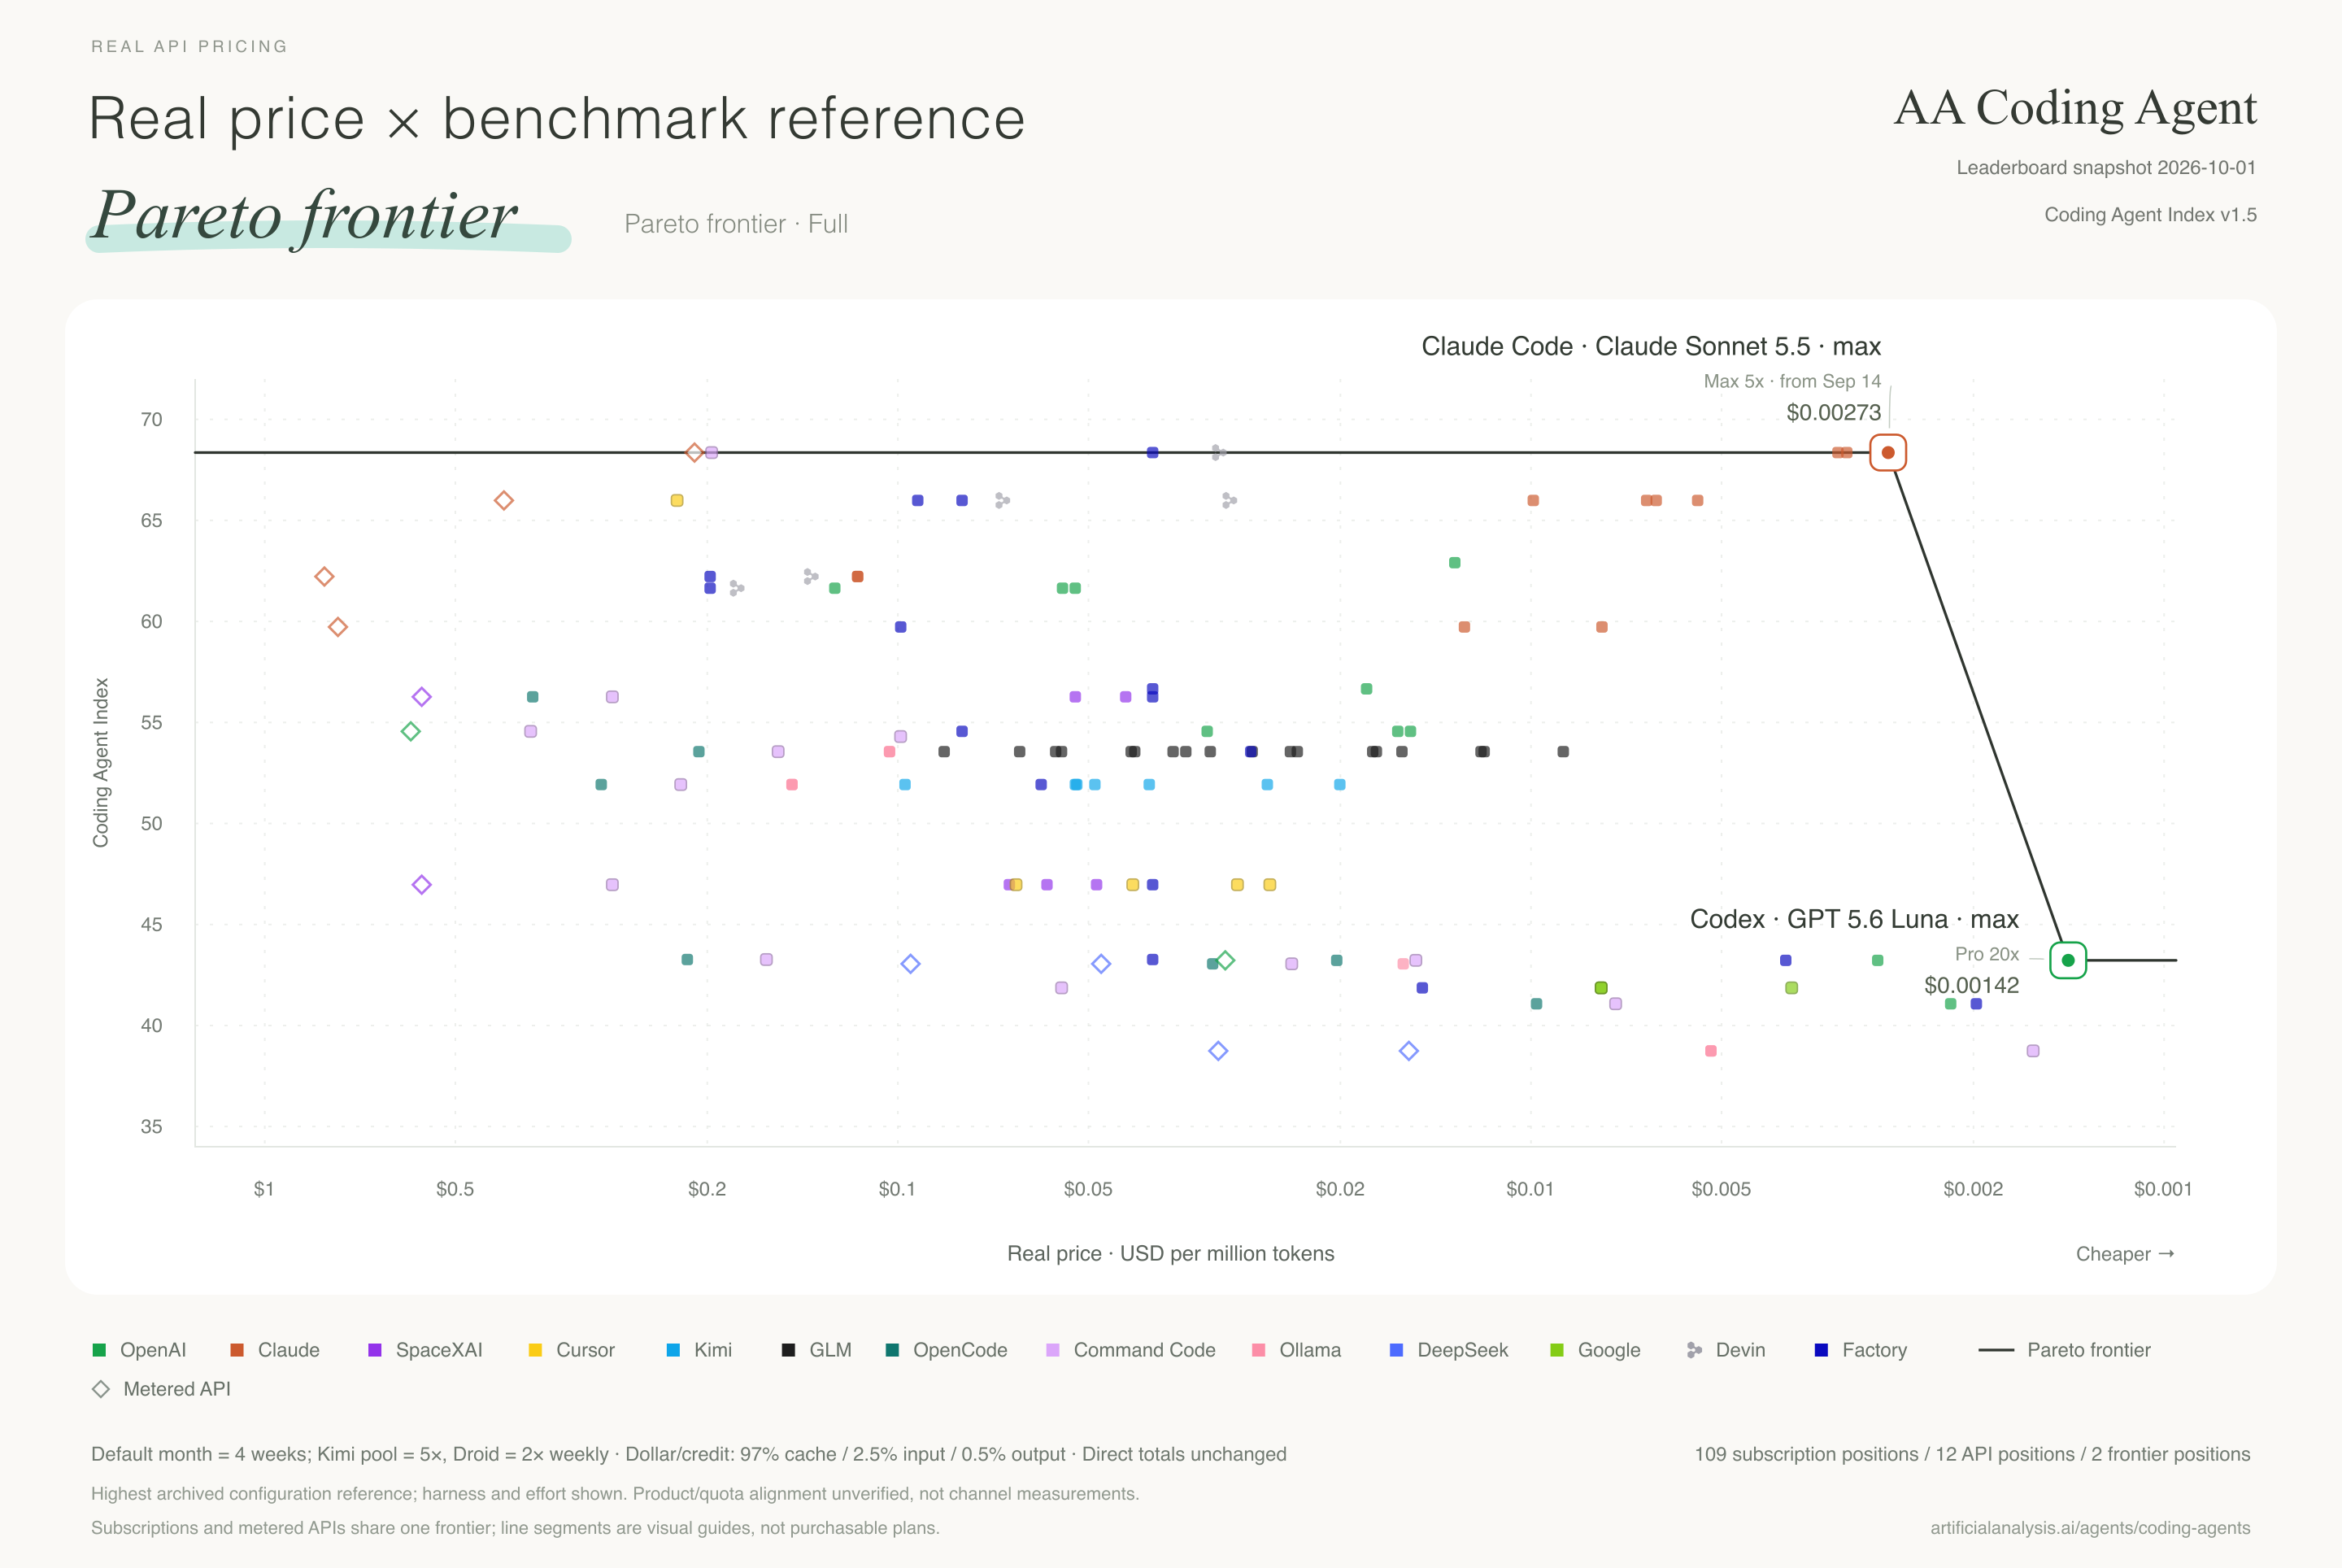 REAL API PRICING
Real price × benchmark reference
AA Coding Agent
Leaderboard snapshot 2026-10-01
Pareto frontier
Pareto frontier · Full
Coding Agent Index v1.5
Claude Code · Claude Sonnet 5.5 · max
Max 5x · from Sep 14
$0.00273
70
65
60
55
50
45
40
35
Coding Agent Index
Codex · GPT 5.6 Luna · max
Pro 20x
$0.00142
$1 $0.5 $0.2 $0.1 $0.05 $0.02 $0.01 $0.005 $0.002 $0.001
Real price · USD per million tokens
Cheaper →
OpenAI Claude SpaceXAI Cursor Kimi GLM OpenCode Command Code Ollama DeepSeek Google Devin Factory Pareto frontier
Metered API
Default month = 4 weeks; Kimi pool = 5×, Droid = 2× weekly · Dollar/credit: 97% cache / 2.5% input / 0.5% output · Direct totals unchanged
109 subscription positions / 12 API positions / 2 frontier positions
Highest archived configuration reference; harness and effort shown. Product/quota alignment unverified, not channel measurements.
Subscriptions and metered APIs share one frontier; line segments are visual guides, not purchasable plans.
artificialanalysis.ai/agents/coding-agents